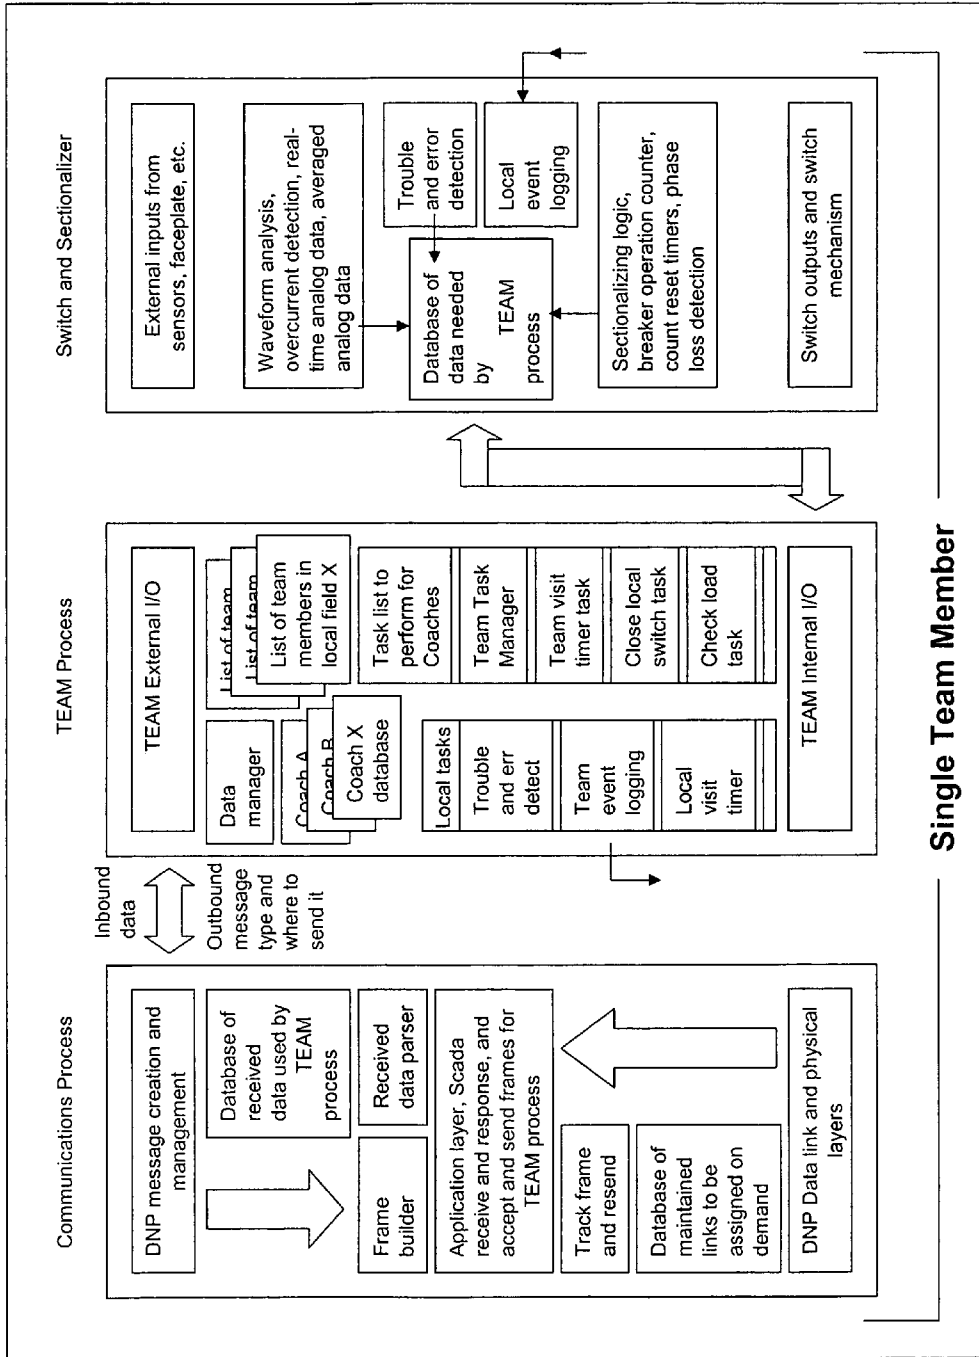 Communications Process
DNP message creation and
management
Database of
received
data used by
TEAM
process
Frame
builder
Received
data parser
Application layer, Scada
receive and response, and
accept and send frames for
TEAM process
Track frame
and resend
Database of
maintained
links to be
assigned on
demand
DNP Data link and physical
layers
Inbound
data
Outbound
message
type and
where to
send it
TEAM Process
TEAM External I/O
Data
manager
Coach A
Coach B
Coach X
database
List of team
List of team
List of team
members in
local field X
Local tasks
Trouble
and err
detect
Team
event
logging
Local
visit
timer
Task list to
perform for
Coaches
Team Task
Manager
Team visit
timer task
Close local
switch task
Check load
task
TEAM Internal I/O
Switch and Sectionalizer
External inputs from
sensors, faceplate, etc.
Waveform analysis,
overcurrent detection, real-
time analog data, averaged
analog data
Database of
data needed
by
TEAM
process
Trouble
and error
detection
Local
event
logging
Sectionalizing logic,
breaker operation counter,
count reset timers, phase
loss detection
Switch outputs and switch
mechanism
Single Team Member